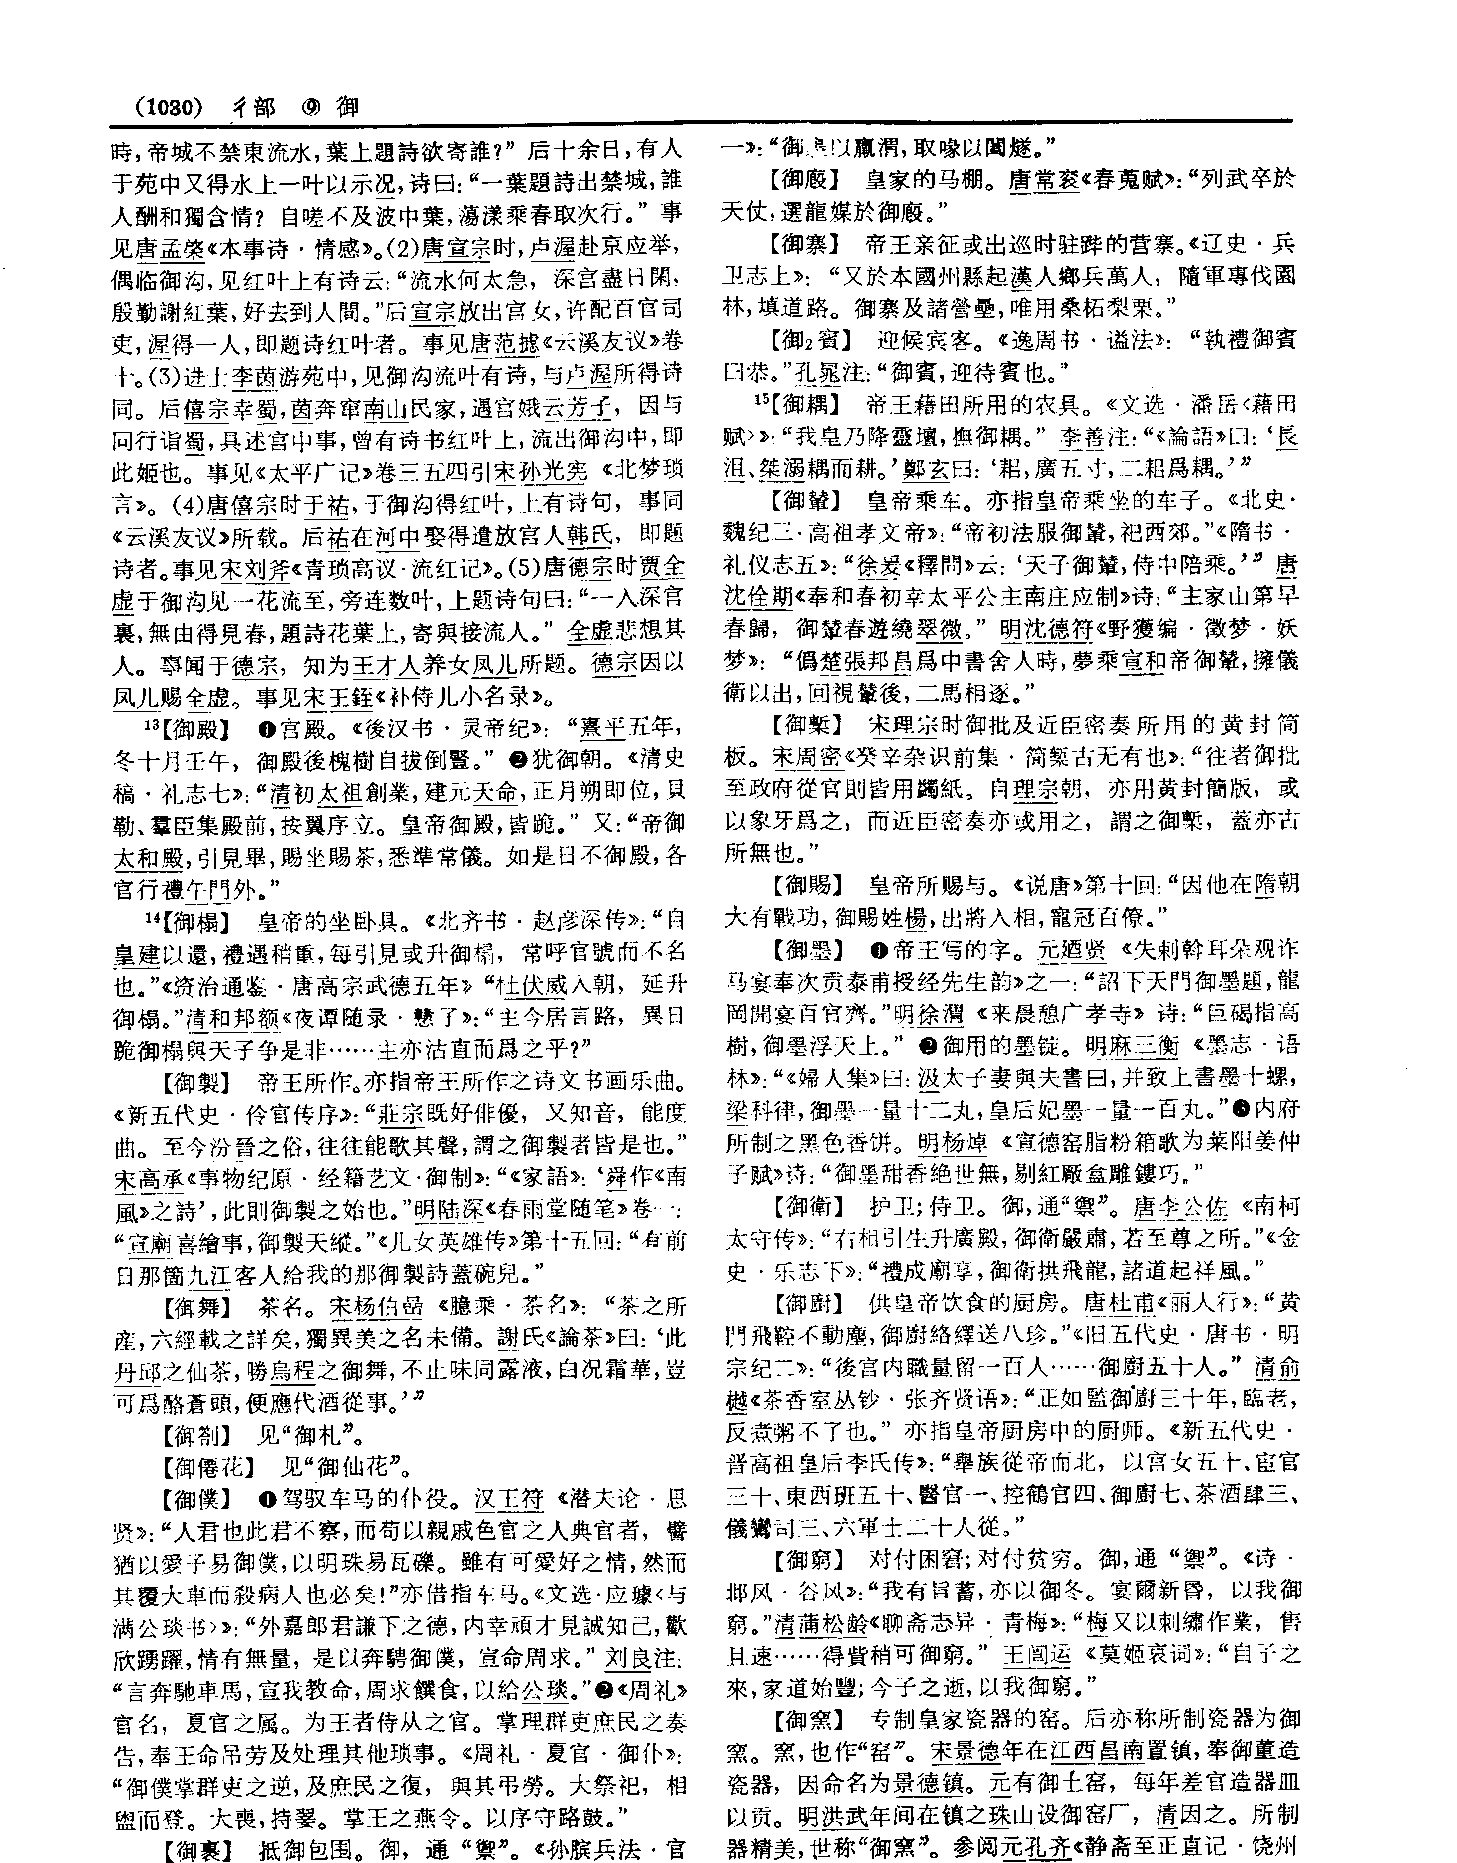 (1030) 彳部 ⑨ 御
時,帝城不禁東流水,葉上題詩欲寄誰?”后十余日,有人
于苑中又得水上一叶以示况,诗曰:“一葉題詩出禁城,誰
人酬和獨含情? 自嗟不及波中葉,蕩漾乘春取次行。”事
见唐孟棨《本事诗·情感》。(2)唐宣宗时,卢渥赴京应举,
偶临御沟,见红叶上有诗云:“流水何太急, 深宫盡日閑,
殷勤謝紅葉,好去到人間。”后宣宗放出宫女,许配百官司
吏,渥得一人,即题诗红叶者。 事见唐范摅《云溪友议》卷
十。(3)进士李茵游苑中,见御沟流叶有诗,与卢渥所得诗
同。后僖宗幸蜀,茵奔窜南山民家,遇宫娥云芳子, 因与
同行诣蜀,具述宫中事,曾有诗书红叶上,流出御沟中,即
此姬也。事见《太平广记》卷三五四引宋孙光宪《北梦琐
言》。(4)唐僖宗时于祐,于御沟得红叶,上有诗句, 事同
《云溪友议》所载。后祐在河中娶得遣放宫人韩氏, 即题
诗者。事见宋刘斧《青琐高议·流红记》。(5)唐德宗时贾全
虚于御沟见一花流至,旁连数叶,上题诗句曰:“一入深宫
裏,無由得見春,題詩花葉上,寄與接流人。”全虚悲想其
人。事闻于德宗, 知为王才人养女凤儿所题。德宗因以
凤儿赐全虚。事见宋王銍《补侍儿小名录》。
13【御殿】 ❶宫殿。《後汉书·灵帝纪》: “熹平五年,
冬十月壬午, 御殿後槐樹自拔倒豎。” ❷犹御朝。《清史
稿·礼志七》:“清初太祖創業,建元天命,正月朔即位,貝
勒、羣臣集殿前,按翼序立。皇帝御殿,皆跪。”又:“帝御
太和殿,引見畢,賜坐賜茶,悉準常儀。如是日不御殿,各
官行禮午門外。”
14【御榻】 皇帝的坐卧具。《北齐书·赵彦深传》:“自
皇建以還,禮遇稍重,每引見或升御榻, 常呼官號而不名
也。”《资治通鉴·唐高宗武德五年》“杜伏威入朝, 延升
御榻。”清和邦额《夜谭随录·戆子》:“主今居言路, 異日
跪御榻與天子争是非……主亦沽直而爲之乎?”
【御製】 帝王所作。亦指帝王所作之诗文书画乐曲。
《新五代史·伶官传序》:“莊宗既好俳優, 又知音, 能度
曲。至今汾晉之俗,往往能歌其聲,謂之御製者皆是也。”
宋高承《事物纪原·经籍艺文·御制》:“《家語》:‘舜作《南
風》之詩’,此則御製之始也。”明陆深《春雨堂随笔》卷一:
“宣廟喜繪事,御製天縱。”《儿女英雄传》第十五回:“有前
日那箇九江客人給我的那御製詩蓋碗兒。”
【御舞】 茶名。宋杨伯嵒《臆乘·茶名》: “茶之所
産,六經載之詳矣,獨異美之名未備。謝氏《論茶》曰:‘此
丹邱之仙茶,勝烏程之御舞,不止味同露液,白况霜華,豈
可爲酪蒼頭,便應代酒從事。’”
【御劄】 见“御札”。
【御僊花】 见“御仙花”。
【御僕】 ❶驾驭车马的仆役。汉王符《潜夫论·思
贤》:“人君也此君不察,而苟以親戚色官之人典官者, 譬
猶以愛子易御僕,以明珠易瓦礫。雖有可愛好之情,然而
其覆大車而殺病人也必矣!”亦借指车马。《文选·应璩〈与
满公琰书〉》:“外嘉郎君謙下之德,内幸頑才見誠知己,歡
欣踴躍,情有無量, 是以奔騁御僕, 宣命周求。” 刘良注:
“言奔馳車馬,宣我教命,周求饌食,以給公琰。”❷《周礼》
官名, 夏官之属。为王者侍从之官。掌理群吏庶民之奏
告,奉王命吊劳及处理其他琐事。《周礼·夏官·御仆》:
“御僕掌群吏之逆,及庶民之復, 與其弔勞。大祭祀, 相
盥而登。大喪,持翣。掌王之燕令。以序守路鼓。”
【御裏】 抵御包围。御, 通“禦”。《孙膑兵法·官
一》:“御裏以羸渭,取喙以闔燧。”
【御廄】 皇家的马棚。唐常衮《春蒐赋》:“列武卒於
天仗,選龍媒於御廄。”
【御寨】 帝王亲征或出巡时驻跸的营寨。《辽史·兵
卫志上》: “又於本國州縣起漢人鄉兵萬人, 隨軍專伐園
林,填道路。御寨及諸營壘,唯用桑柘梨栗。”
【御2賓】 迎候宾客。《逸周书·谥法》: “執禮御賓
曰恭。”孔晁注:“御賓,迎待賓也。”
15【御耦】 帝王藉田所用的农具。《文选·潘岳〈藉田
赋〉》:“我皇乃降靈壇,撫御耦。” 李善注:“《論語》曰:‘長
沮、桀溺耦而耕。’鄭玄曰:‘耜,廣五寸,二耜爲耦。’”
【御輦】 皇帝乘车。亦指皇帝乘坐的车子。《北史·
魏纪三·高祖孝文帝》:“帝初法服御輦,祀西郊。”《隋书·
礼仪志五》:“徐爰《釋問》云:‘天子御輦,侍中陪乘。’” 唐
沈佺期《奉和春初幸太平公主南庄应制》诗:“主家山第早
春歸, 御輦春遊繞翠微。” 明沈德符《野獲编·徵梦·妖
梦》: “僞楚張邦昌爲中書舍人時,夢乘宣和帝御輦,擁儀
衛以出,回視輦後,二馬相逐。”
【御槧】 宋理宗时御批及近臣密奏所用的黄封简
板。宋周密《癸辛杂识前集·简槧古无有也》:“往者御批
至政府從官則皆用蠲紙。自理宗朝, 亦用黄封簡版, 或
以象牙爲之, 而近臣密奏亦或用之, 謂之御槧, 蓋亦古
所無也。”
【御賜】 皇帝所赐与。《说唐》第十回:“因他在隋朝
大有戰功,御賜姓楊,出將入相,寵冠百僚。”
【御墨】 ❶帝王写的字。元迺贤《失剌斡耳朵观诈
马宴奉次贡泰甫授经先生韵》之一:“詔下天門御墨題,龍
岡開宴百官齊。”明徐渭《来晨憩广孝寺》诗:“巨碣指高
樹,御墨浮天上。” ❷御用的墨锭。明麻三衡《墨志·语
林》:“《婦人集》曰:汲太子妻與夫書曰,并致上書墨十螺,
梁科律,御墨一量十二丸,皇后妃墨一量一百丸。”❸内府
所制之黑色香饼。明杨焯《宣德窑脂粉箱歌为莱阳姜仲
子赋》诗:“御墨甜香绝世無,剔紅廠盒雕鏤巧。”
【御衛】 护卫;侍卫。御,通“禦”。唐李公佐《南柯
太守传》:“右相引生升廣殿,御衛嚴肅,若至尊之所。”《金
史·乐志下》:“禮成廟享,御衛拱飛龍,諸道起祥風。”
【御廚】 供皇帝饮食的厨房。唐杜甫《丽人行》:“黄
門飛鞚不動塵,御廚絡繹送八珍。”《旧五代史·唐书·明
宗纪二》:“後宫内職量留一百人……御廚五十人。” 清俞
樾《茶香室丛钞·张齐贤语》:“正如監御廚三十年,臨老,
反煮粥不了也。” 亦指皇帝厨房中的厨师。《新五代史·
晋高祖皇后李氏传》:“舉族從帝而北, 以宫女五十、宦官
三十、東西班五十、醫官一、控鶴官四、御廚七、茶酒肆三、
儀鸞司三、六軍士二十人從。”
【御窮】 对付困窘;对付贫穷。御,通“禦”。《诗·
邶风·谷风》:“我有旨蓄,亦以御冬。宴爾新昏, 以我御
窮。”清蒲松龄《聊斋志异·青梅》:“梅又以刺繡作業, 售
且速……得貲稍可御窮。” 王闿运《莫姬哀词》:“自子之
來,家道始豐;今子之逝,以我御窮。”
【御窯】 专制皇家瓷器的窑。后亦称所制瓷器为御
窯。窯,也作“窑”。宋景德年在江西昌南置镇,奉御董造
瓷器, 因命名为景德镇。元有御土窑, 每年差官造器皿
以贡。明洪武年间在镇之珠山设御窑厂, 清因之。所制
器精美,世称“御窯”。参阅元孔齐《静斋至正直记·饶州